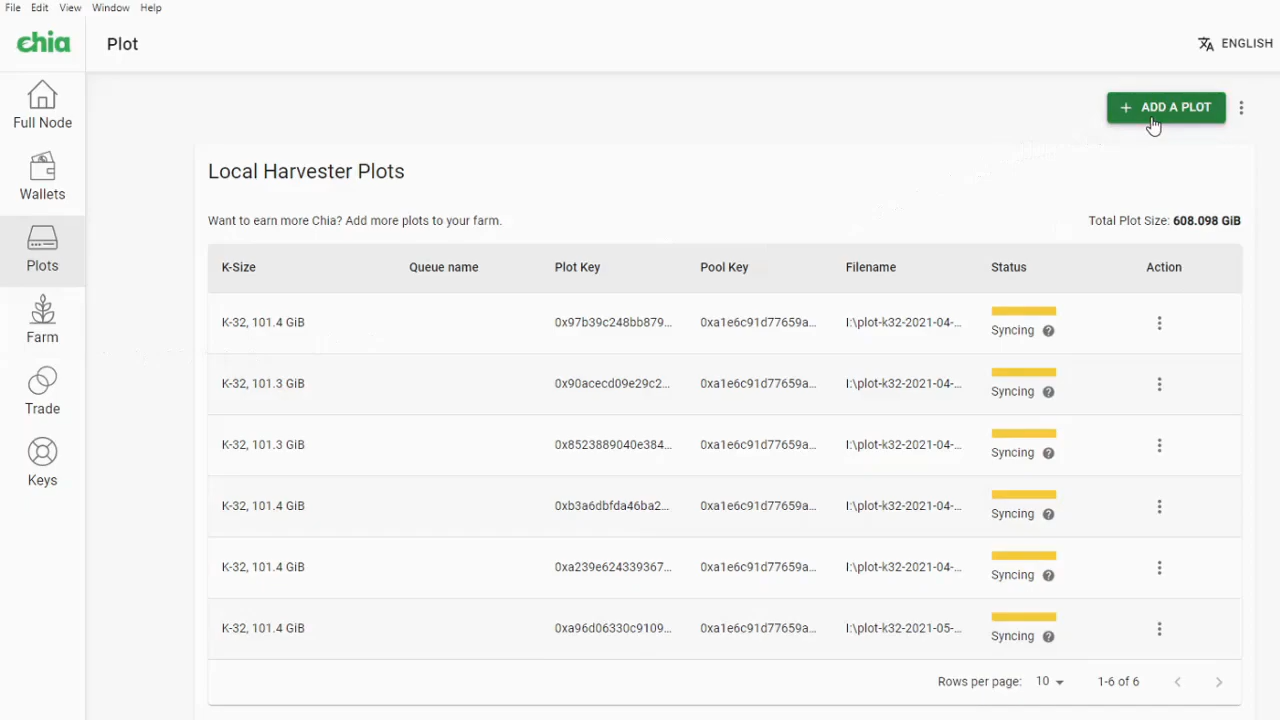 File Edit View Window Help
chia
Plot
ENGLISH
Full Node
Wallets
Plots
Farm
Trade
Keys
+ ADD A PLOT
Local Harvester Plots
Want to earn more Chia? Add more plots to your farm.
Total Plot Size: 608.098 GiB
K-Size Queue name Plot Key Pool Key Filename Status Action
K-32, 101.4 GiB 0x97b39c248bb879... 0xa1e6c91d77659a... I:\plot-k32-2021-04-... Syncing ?
K-32, 101.3 GiB 0x90acecd09e29c2... 0xa1e6c91d77659a... I:\plot-k32-2021-04-... Syncing ?
K-32, 101.3 GiB 0x8523889040e384... 0xa1e6c91d77659a... I:\plot-k32-2021-04-... Syncing ?
K-32, 101.4 GiB 0xb3a6dbfda46ba2... 0xa1e6c91d77659a... I:\plot-k32-2021-04-... Syncing ?
K-32, 101.4 GiB 0xa239e624339367... 0xa1e6c91d77659a... I:\plot-k32-2021-04-... Syncing ?
K-32, 101.4 GiB 0xa96d06330c9109... 0xa1e6c91d77659a... I:\plot-k32-2021-05-... Syncing ?
Rows per page: 10 1-6 of 6